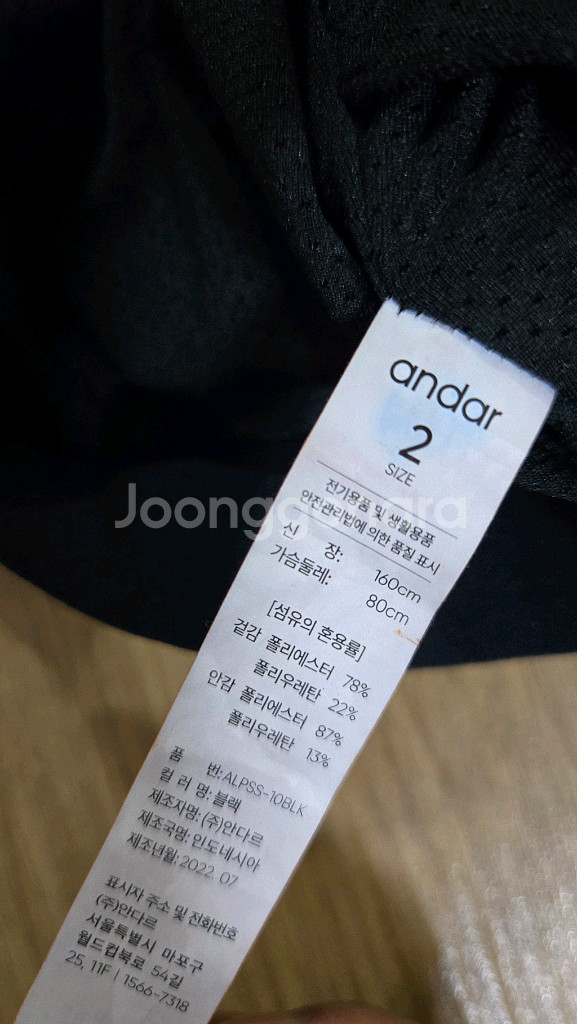 andar
2
SIZE
전기용품 및 생활용품
안전관리법에 의한 품질 표시
신 장: 160cm
가슴둘레: 80cm
[섬유의 혼용률]
겉감 폴리에스터 78%
폴리우레탄 22%
안감 폴리에스터 87%
폴리우레탄 13%
품 번: ALPSS-10BLK
컬 러 명: 블랙
제조자명: (주)안다르
제조국명: 인도네시아
제조년월: 2022. 07
표시자 주소 및 전화번호
(주)안다르
서울특별시 마포구
월드컵북로 54길
25, 11F | 1566-7318
Joonggonara